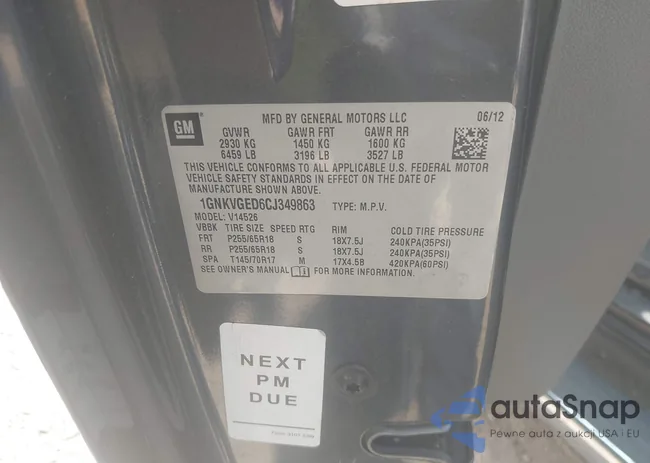 GM
MFD BY GENERAL MOTORS LLC 06/12
GVWR GAWR FRT GAWR RR
2930 KG 1450 KG 1600 KG
6459 LB 3196 LB 3527 LB
THIS VEHICLE CONFORMS TO ALL APPLICABLE U.S. FEDERAL MOTOR
VEHICLE SAFETY STANDARDS IN EFFECT ON THE DATE OF
MANUFACTURE SHOWN ABOVE.
1GNKVGED6CJ349863 TYPE: M.P.V.
MODEL: V14526
VBBK TIRE SIZE SPEED RTG RIM COLD TIRE PRESSURE
FRT P255/65R18 S 18X7.5J 240KPA(35PSI)
RR P255/65R18 S 18X7.5J 240KPA(35PSI)
SPA T145/70R17 M 17X4.5B 420KPA(60PSI)
SEE OWNER'S MANUAL FOR MORE INFORMATION.
NEXT
PM
DUE
autaSnap
Pewne auta z aukcji USA i EU